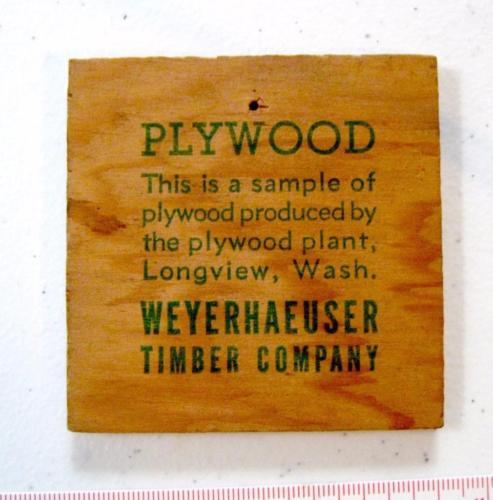 PLYWOOD
This is a sample of
plywood produced by
the plywood plant,
Longview, Wash.
WEYERHAEUSER
TIMBER COMPANY